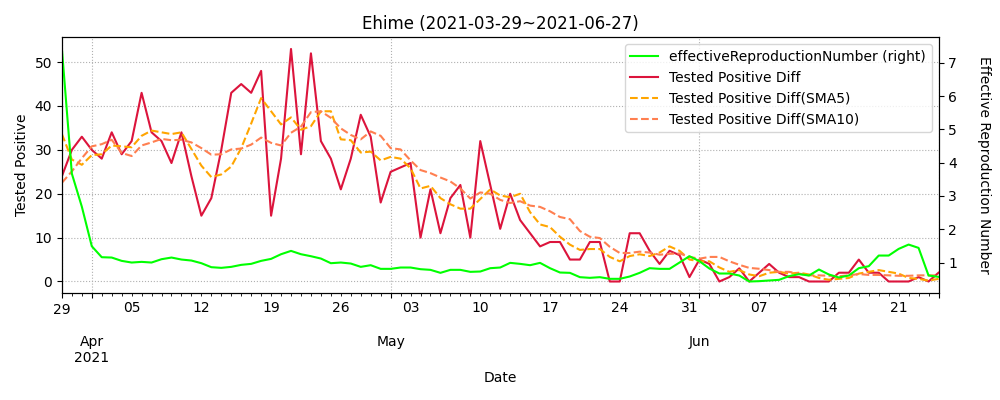 Ehime (2021-03-29~2021-06-27)
effectiveReproductionNumber (right)
Tested Positive Diff
Tested Positive Diff(SMA5)
Tested Positive Diff(SMA10)
Tested Positive
50
40
30
20
10
0
Effective Reproduction Number
7
6
5
4
3
2
1
29 05 12 19 26 03 10 17 24 31 07 14 21
Apr May Jun
2021
Date